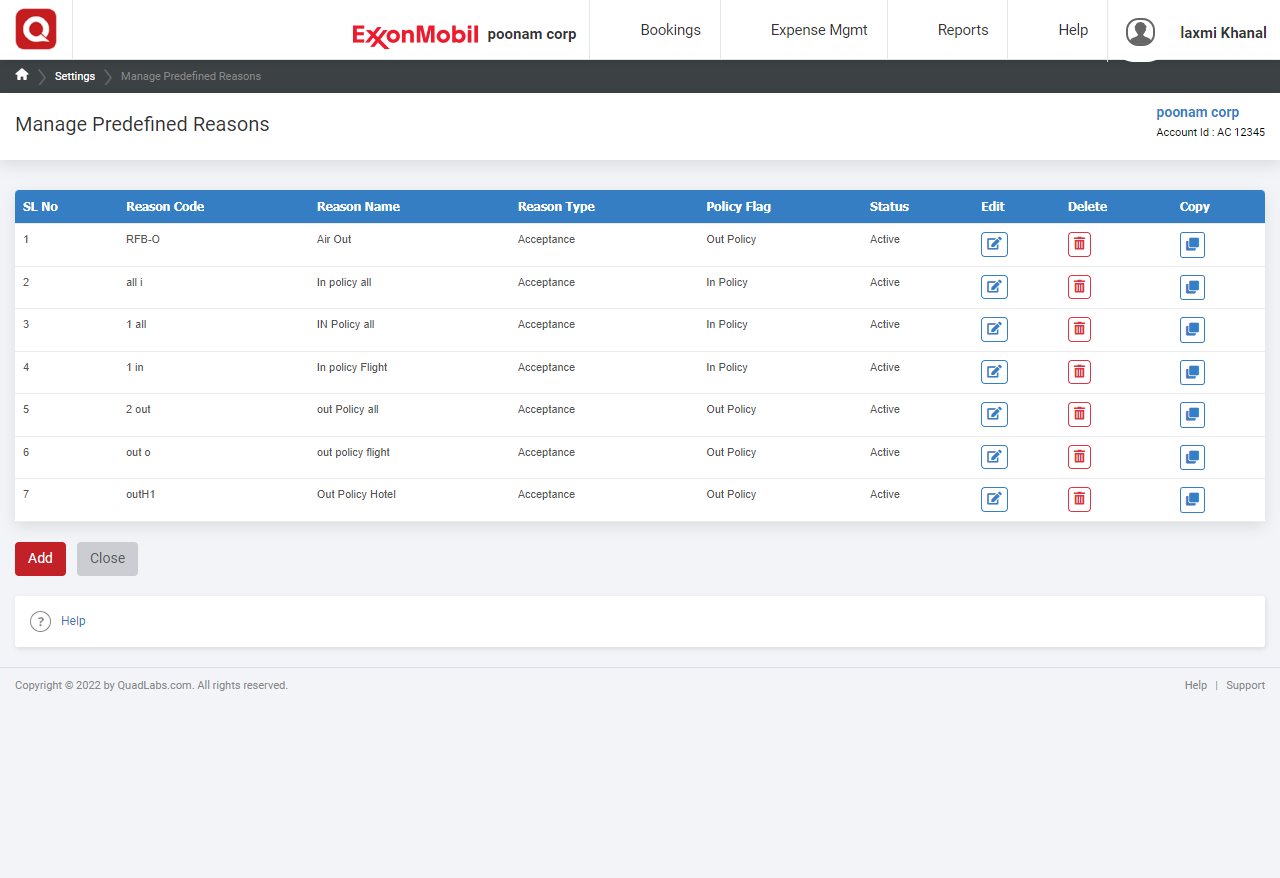 Q ExxonMobil poonam corp Bookings Expense Mgmt Reports Help laxmi Khanal
Settings Manage Predefined Reasons
Manage Predefined Reasons
poonam corp
Account Id : AC 12345
SL No Reason Code Reason Name Reason Type Policy Flag Status Edit Delete Copy
1 RFB-O Air Out Acceptance Out Policy Active
2 all i In policy all Acceptance In Policy Active
3 1 all IN Policy all Acceptance In Policy Active
4 1 in In policy Flight Acceptance In Policy Active
5 2 out out Policy all Acceptance Out Policy Active
6 out o out policy flight Acceptance Out Policy Active
7 outH1 Out Policy Hotel Acceptance Out Policy Active
Add Close
? Help
Copyright © 2022 by QuadLabs.com. All rights reserved. Help | Support